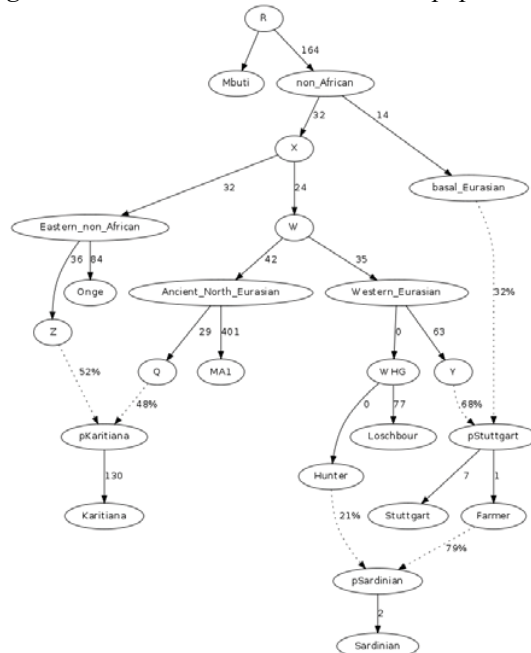 R
164
Mbuti
non_African
32
14
X
basal_Eurasian
32
24
Eastern_non_African
W
36
84
42
35
32%
Onge
Ancient_North_Eurasian
Western_Eurasian
Z
29
401
0
63
52%
Q
MA1
WHG
Y
48%
0
77
68%
pKaritiana
Loschbour
pStuttgart
130
Hunter
7
1
Karitiana
21%
Stuttgart
Farmer
79%
pSardinian
2
Sardinian